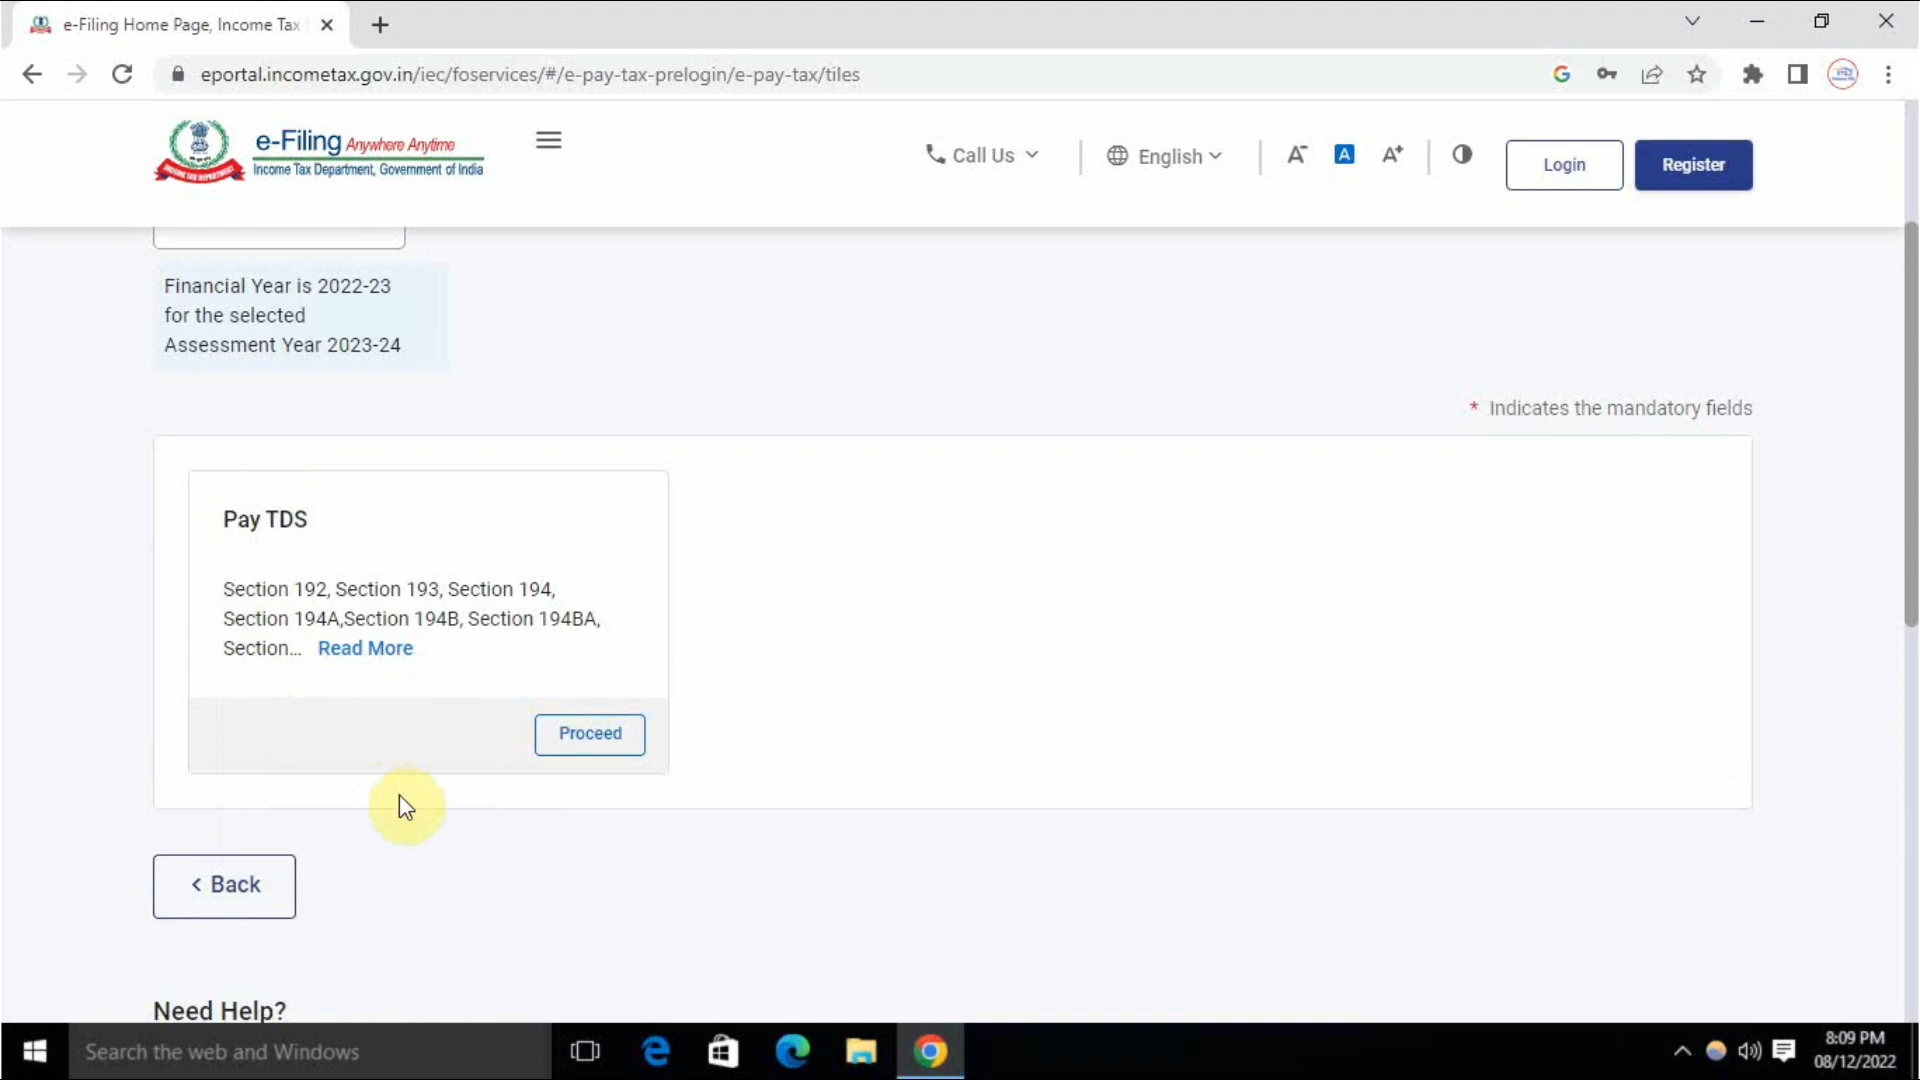 e-Filing Home Page, Income Tax
eportal.incometax.gov.in/iec/foservices/#/e-pay-tax-prelogin/e-pay-tax/tiles
e-Filing Anywhere Anytime
Income Tax Department, Government of India
Call Us
English
A-
A
A+
Login
Register
Financial Year is 2022-23
for the selected
Assessment Year 2023-24
* Indicates the mandatory fields
Pay TDS
Section 192, Section 193, Section 194,
Section 194A,Section 194B, Section 194BA,
Section... Read More
Proceed
< Back
Need Help?
Search the web and Windows
8:09 PM
08/12/2022